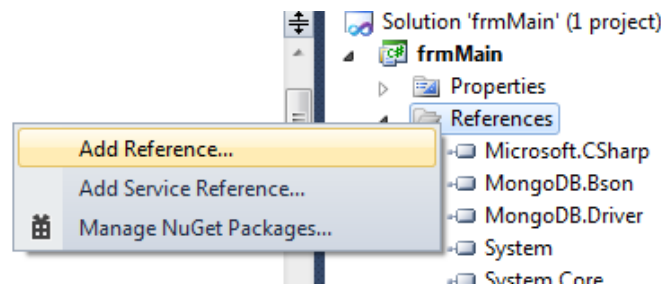 Solution 'frmMain' (1 project)
frmMain
Properties
References
Add Reference...
Microsoft.CSharp
Add Service Reference...
MongoDB.Bson
Manage NuGet Packages...
MongoDB.Driver
System
System.Core